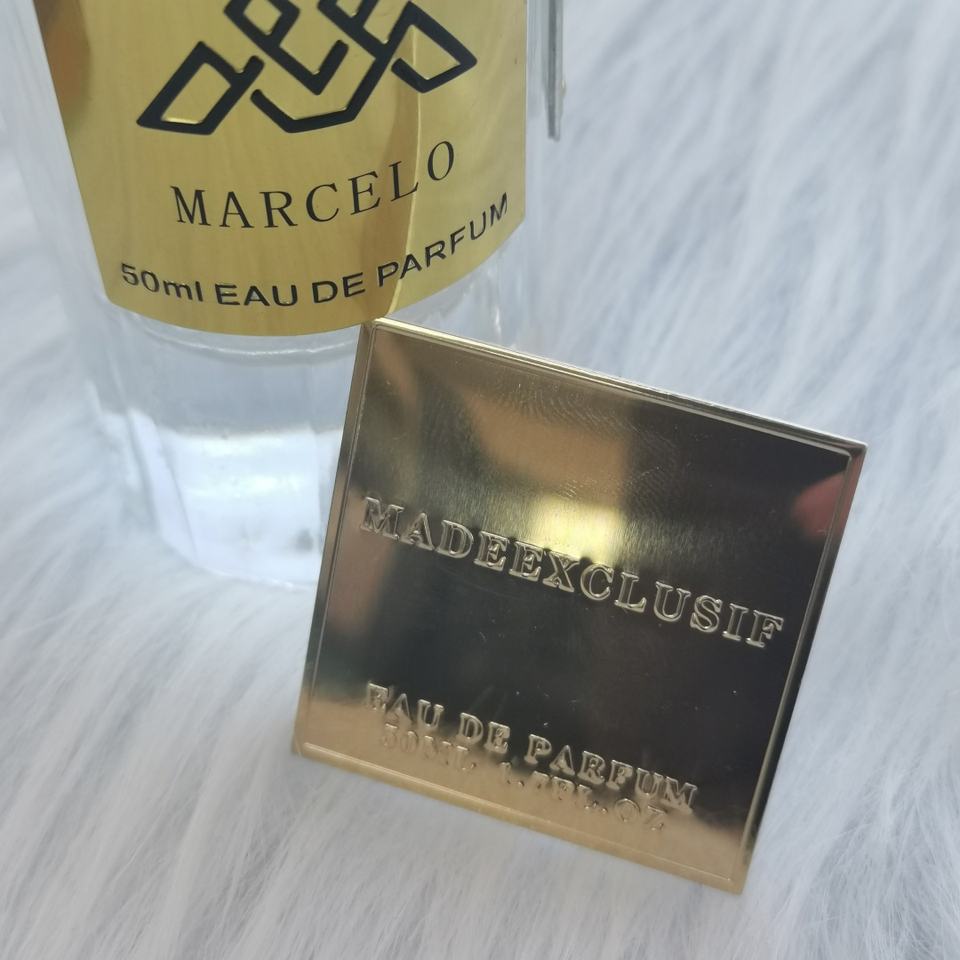 MARCELO
50ml EAU DE PARFUM
MADEEXCLUSIF
EAU DE PARFUM
50ML 1.7FL.OZ